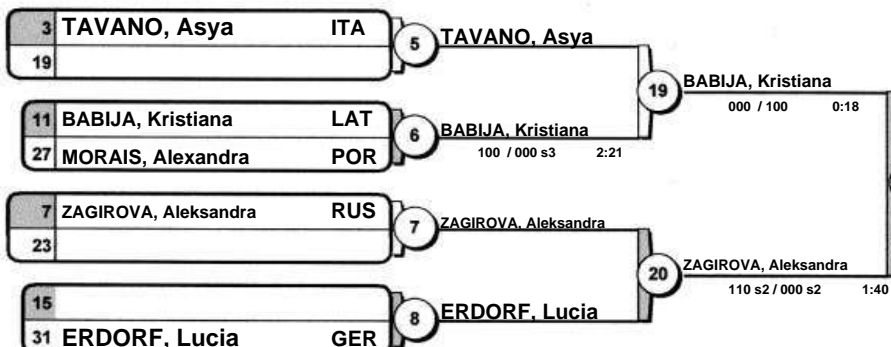 3 TAVANO, Asya ITA
19
5 TAVANO, Asya
11 BABIJA, Kristiana LAT
27 MORAIS, Alexandra POR
6 BABIJA, Kristiana
100 / 000 s3 2:21
19 BABIJA, Kristiana
000 / 100 0:18
7 ZAGIROVA, Aleksandra RUS
23
7 ZAGIROVA, Aleksandra
15
31 ERDORF, Lucia GER
8 ERDORF, Lucia
20 ZAGIROVA, Aleksandra
110 s2 / 000 s2 1:40